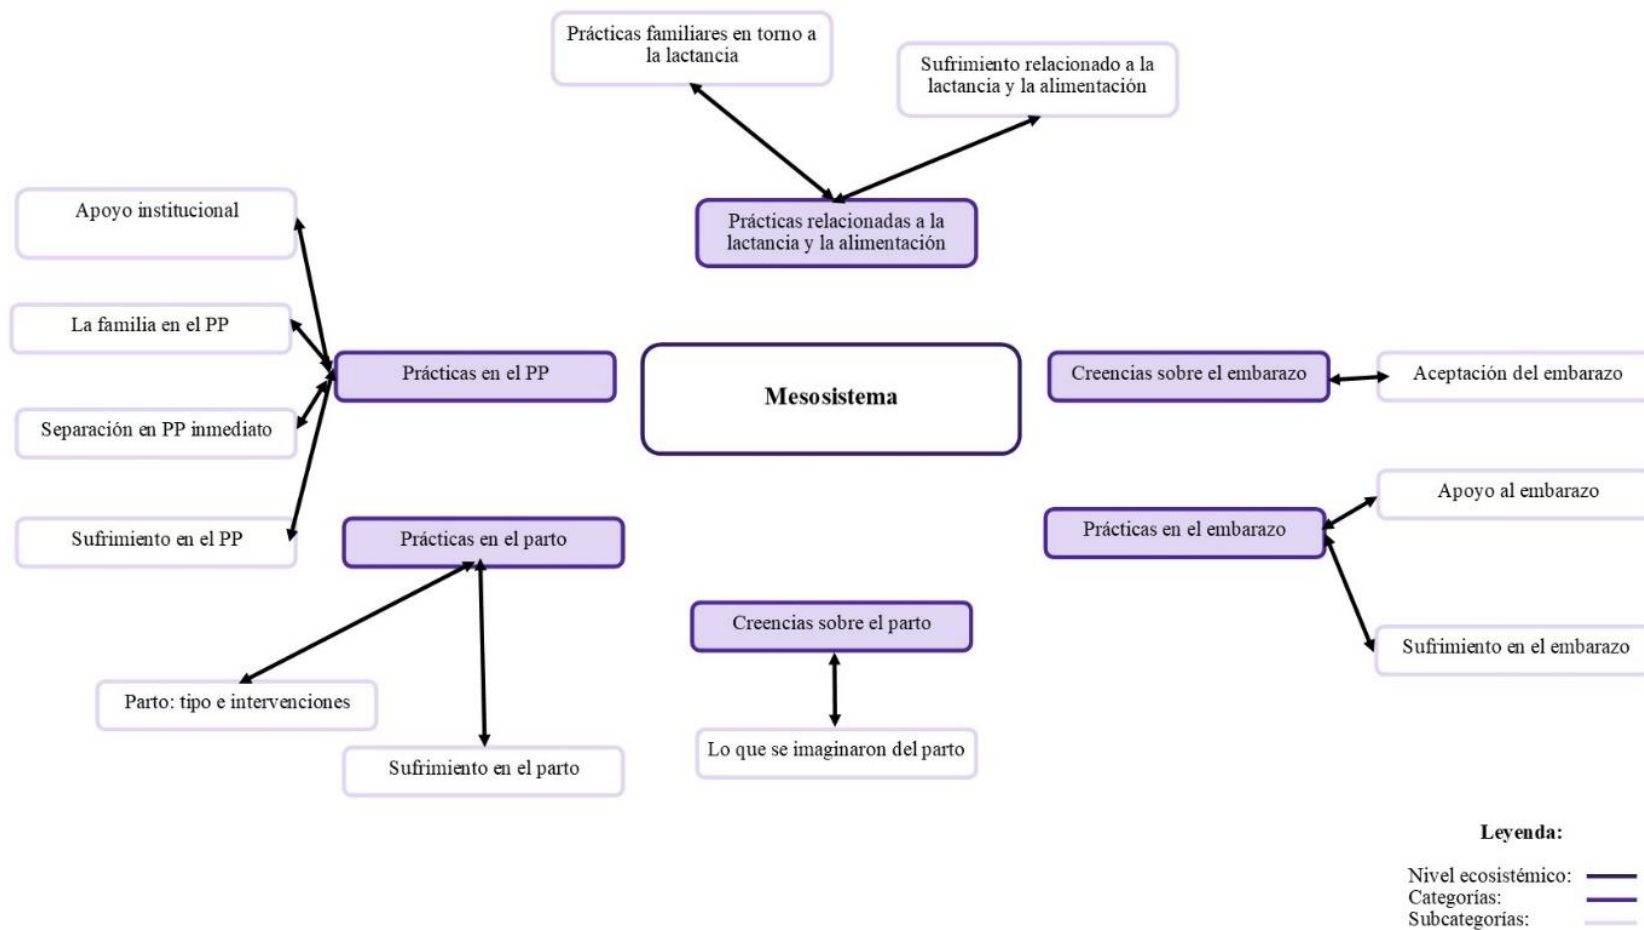 Prácticas familiares en torno a
la lactancia
Sufrimiento relacionado a la
lactancia y la alimentación
Apoyo institucional
Prácticas relacionadas a la
lactancia y la alimentación
La familia en el PP
Prácticas en el PP
Mesosistema
Creencias sobre el embarazo
Aceptación del embarazo
Separación en PP inmediato
Apoyo al embarazo
Sufrimiento en el PP
Prácticas en el parto
Prácticas en el embarazo
Creencias sobre el parto
Sufrimiento en el embarazo
Parto: tipo e intervenciones
Lo que se imaginaron del parto
Sufrimiento en el parto
Leyenda:
Nivel ecosistémico:
Categorías:
Subcategorías: